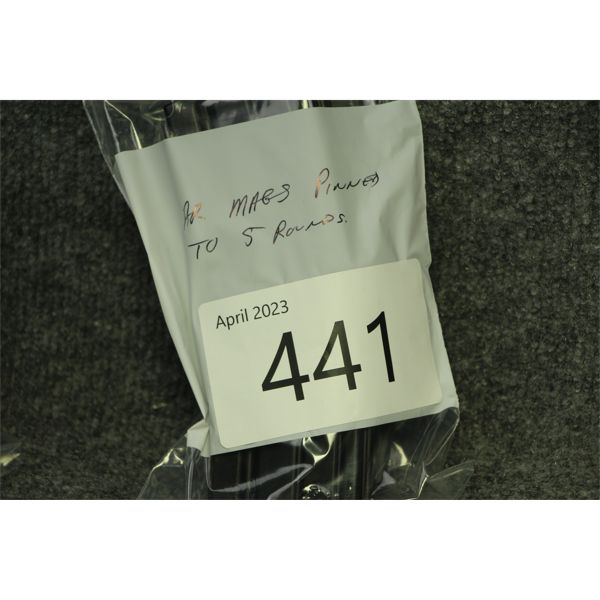 AR MAGS PINNED
TO 5 ROUNDS.
April 2023
441